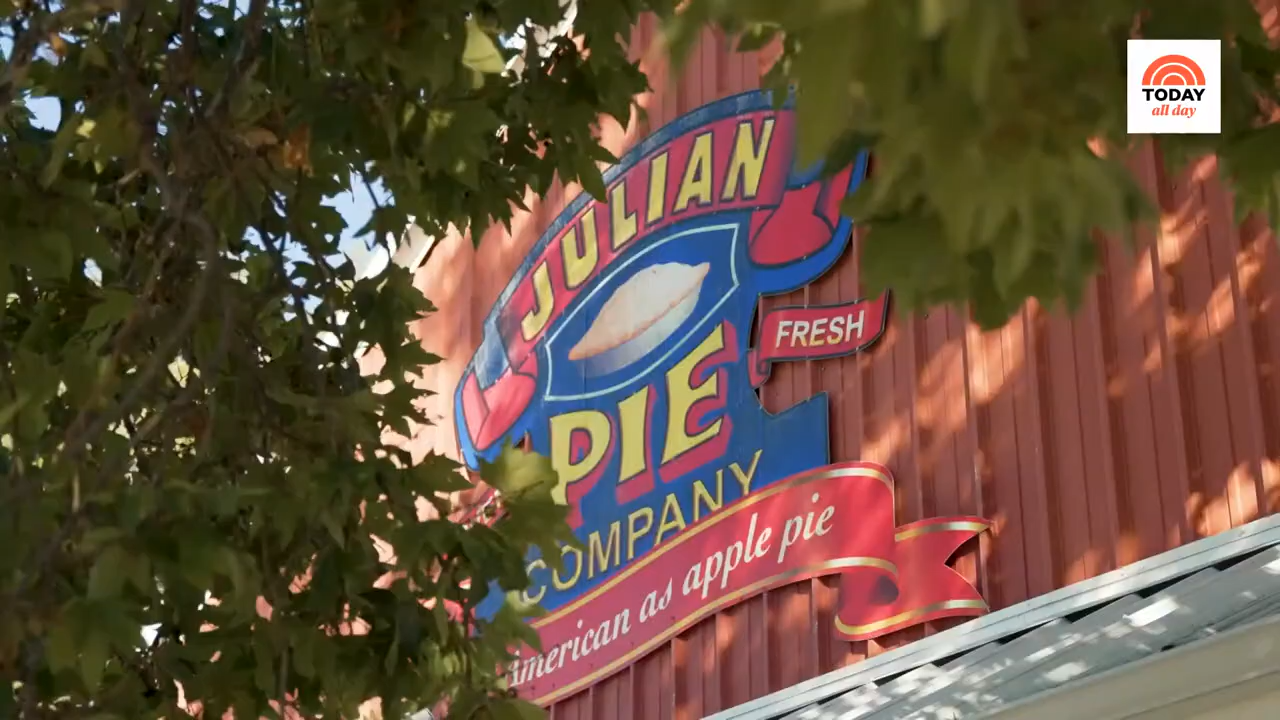 TODAY
all day
JULIAN
FRESH
PIE
COMPANY
American as apple pie